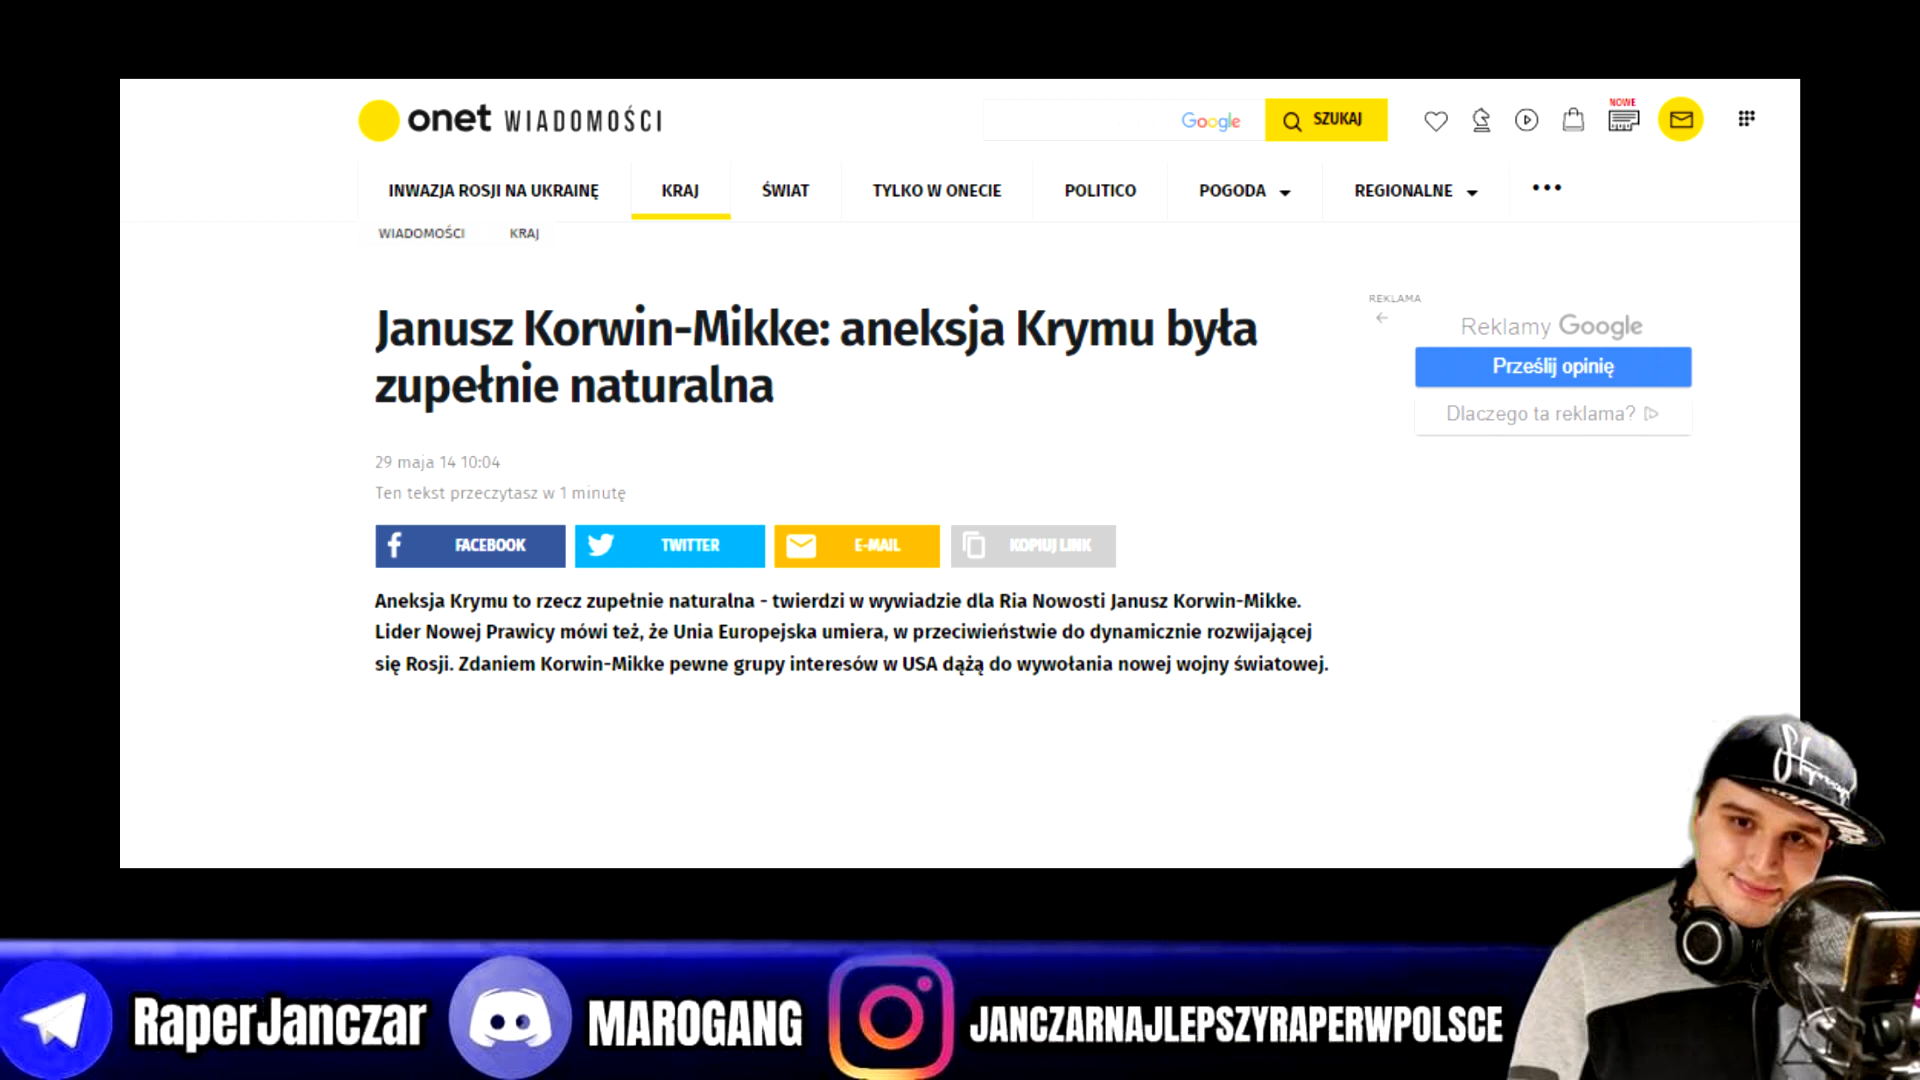 onet WIADOMOŚCI
Google
SZUKAJ
NOWE
INWAZJA ROSJI NA UKRAINĘ
KRAJ
ŚWIAT
TYLKO W ONECIE
POLITICO
POGODA
REGIONALNE
WIADOMOŚCI
KRAJ
Janusz Korwin-Mikke: aneksja Krymu była
zupełnie naturalna
29 maja 14 10:04
Ten tekst przeczytasz w 1 minutę
FACEBOOK
TWITTER
E-MAIL
KOPIUJ LINK
Aneksja Krymu to rzecz zupełnie naturalna - twierdzi w wywiadzie dla Ria Nowosti Janusz Korwin-Mikke.
Lider Nowej Prawicy mówi też, że Unia Europejska umiera, w przeciwieństwie do dynamicznie rozwijającej
się Rosji. Zdaniem Korwin-Mikke pewne grupy interesów w USA dążą do wywołania nowej wojny światowej.
REKLAMA
Reklamy Google
Prześlij opinię
Dlaczego ta reklama?
RaperJanczar
MAROGANG
JANCZARNAJLEPSZYRAPERWPOLSCE